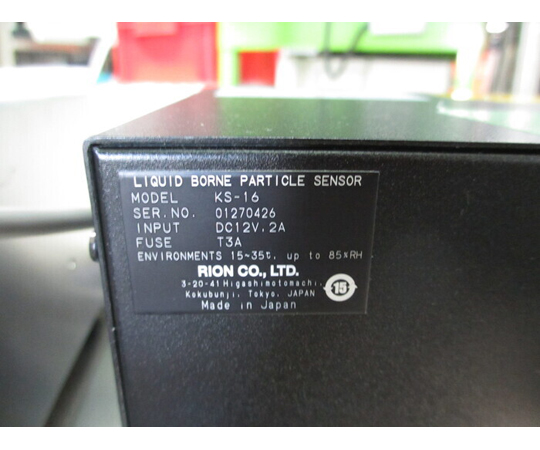 LIQUID BORNE PARTICLE SENSOR
MODEL KS-16
SER.NO. 01270426
INPUT DC12V,2A
FUSE T3A
ENVIRONMENTS 15~35℃, up to 85%RH
RION CO., LTD.
3-20-41 Higashimotomachi,
Kokubunji, Tokyo, JAPAN
15
Made in Japan